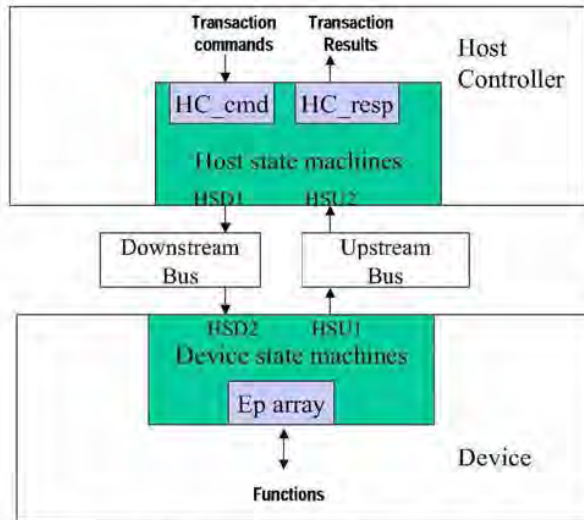 Transaction commands
Transaction Results
Host Controller
HC_cmd
HC_resp
Host state machines
HSD1
HSU2
Downstream Bus
Upstream Bus
HSD2
HSU1
Device state machines
Ep array
Device
Functions